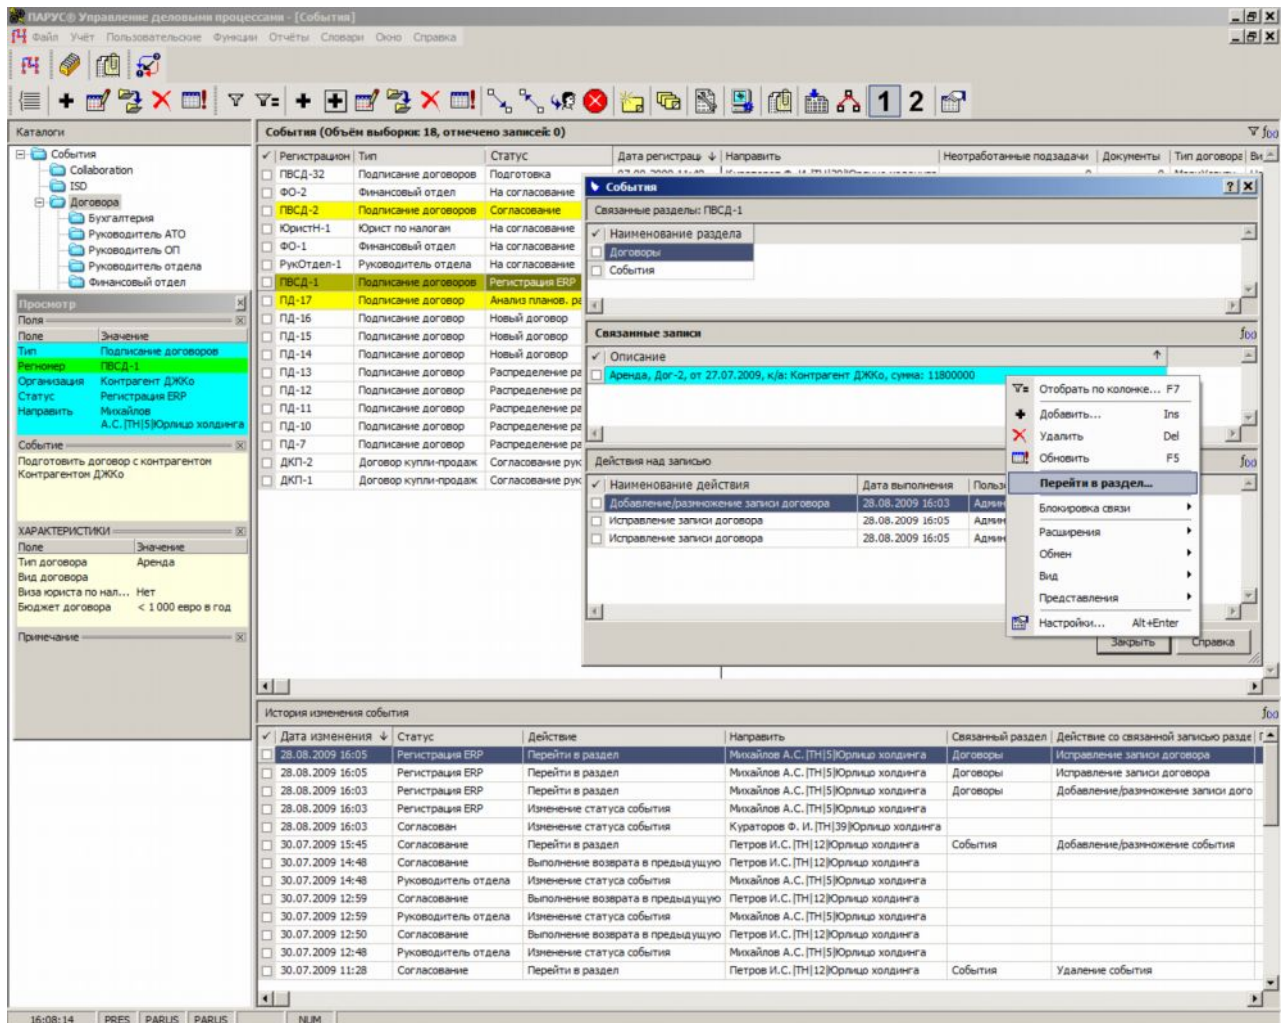 ПАРУС® Управление деловыми процессами - [События]
Файл Учёт Пользовательские Функции Отчёты Словари Окно Справка
1 2
Каталоги
События
Collaboration
ISO
Договора
Бухгалтерия
Руководитель АТО
Руководитель ОП
Руководитель отдела
Финансовый отдел
Просмотр
Поля
Поле Значение
Тип Подписание договоров
Регномер ПВСД-1
Организация Контрагент ДЖКо
Статус Регистрация ERP
Направить Михайлов
А.С.|ТН|5|Юрлицо холдинга
Событие
Подготовить договор с контрагентом
Контрагентом ДЖКо
ХАРАКТЕРИСТИКИ
Поле Значение
Тип договора Аренда
Вид договора
Виза юриста по нал... Нет
Бюджет договора < 1 000 евро в год
Примечание
События (Объём выборки: 18, отмечено записей: 0)
Регистрацион Тип Статус Дата регистрац Направить Неотработанные подзадачи Документы Тип договора Ви
ПВСД-32 Подписание договоров Подготовка
ФО-2 Финансовый отдел На согласование
ПВСД-2 Подписание договоров Согласование
ЮристН-1 Юрист по налогам На согласование
ФО-1 Финансовый отдел На согласование
РукОтдел-1 Руководитель отдела На согласование
ПВСД-1 Подписание договоров Регистрация ERP
ПД-17 Подписание договор Анализ планов. ра
ПД-16 Подписание договор Новый договор
ПД-15 Подписание договор Новый договор
ПД-14 Подписание договор Новый договор
ПД-13 Подписание договор Распределение ра
ПД-12 Подписание договор Распределение ра
ПД-11 Подписание договор Распределение ра
ПД-10 Подписание договор Распределение ра
ПД-7 Подписание договор Распределение ра
ДКП-2 Договор купли-продаж Согласование рук
ДКП-1 Договор купли-продаж Согласование рук
События
Связанные разделы: ПВСД-1
Наименование раздела
Договоры
События
Связанные записи
Описание
Аренда, Дог-2, от 27.07.2009, к/а: Контрагент ДЖКо, сумма: 11800000
Действия над записью
Наименование действия Дата выполнения Польз
Добавление/размножение записи договора 28.08.2009 16:03 Админ
Исправление записи договора 28.08.2009 16:05 Админ
Исправление записи договора 28.08.2009 16:05 Админ
Закрыть Справка
Отобрать по колонке... F7
Добавить... Ins
Удалить Del
Обновить F5
Перейти в раздел...
Блокировка связи
Расширения
Обмен
Вид
Представления
Настройки... Alt+Enter
История изменения события
Дата изменения Статус Действие Направить Связанный раздел Действие со связанной записью разде
28.08.2009 16:05 Регистрация ERP Перейти в раздел Михайлов А.С.|ТН|5|Юрлицо холдинга Договоры Исправление записи договора
28.08.2009 16:05 Регистрация ERP Перейти в раздел Михайлов А.С.|ТН|5|Юрлицо холдинга Договоры Исправление записи договора
28.08.2009 16:03 Регистрация ERP Перейти в раздел Михайлов А.С.|ТН|5|Юрлицо холдинга Договоры Добавление/размножение записи дого
28.08.2009 16:03 Регистрация ERP Изменение статуса события Михайлов А.С.|ТН|5|Юрлицо холдинга
28.08.2009 16:03 Согласован Изменение статуса события Кураторов Ф. И.|ТН|39|Юрлицо холдинга
30.07.2009 15:45 Согласование Перейти в раздел Петров И.С.|ТН|12|Юрлицо холдинга События Добавление/размножение события
30.07.2009 14:48 Согласование Выполнение возврата в предыдущую Петров И.С.|ТН|12|Юрлицо холдинга
30.07.2009 14:48 Руководитель отдела Изменение статуса события Михайлов А.С.|ТН|5|Юрлицо холдинга
30.07.2009 12:59 Согласование Выполнение возврата в предыдущую Петров И.С.|ТН|12|Юрлицо холдинга
30.07.2009 12:59 Руководитель отдела Изменение статуса события Михайлов А.С.|ТН|5|Юрлицо холдинга
30.07.2009 12:50 Согласование Выполнение возврата в предыдущую Петров И.С.|ТН|12|Юрлицо холдинга
30.07.2009 12:48 Руководитель отдела Изменение статуса события Михайлов А.С.|ТН|5|Юрлицо холдинга
30.07.2009 11:28 Согласование Перейти в раздел Петров И.С.|ТН|12|Юрлицо холдинга События Удаление события
16:08:14 PRES PARUS PARUS NUM